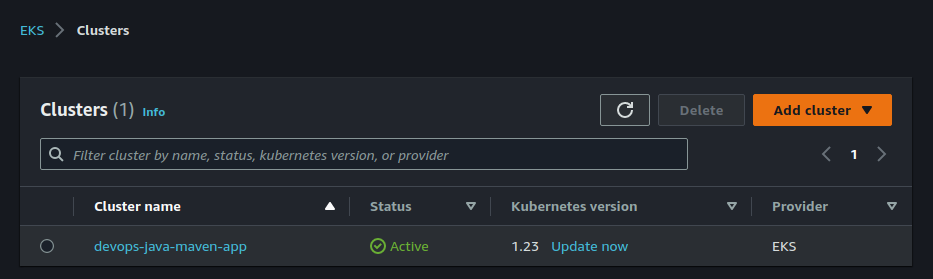 EKS > Clusters
Clusters (1) Info
Delete
Add cluster
Filter cluster by name, status, kubernetes version, or provider
1
Cluster name Status Kubernetes version Provider
devops-java-maven-app Active 1.23 Update now EKS